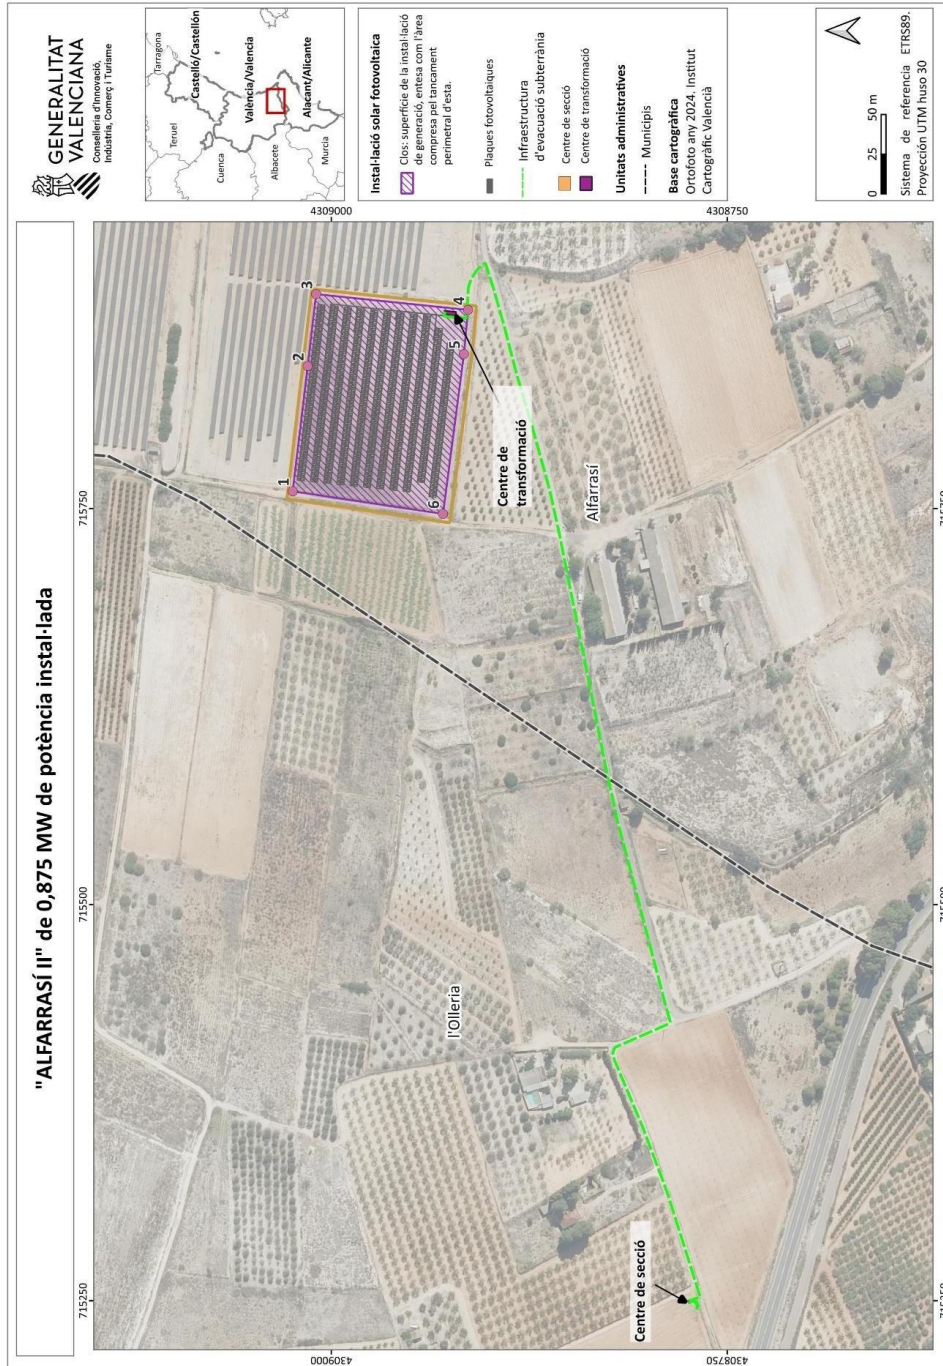 "ALFARRASÍ II" de 0,875 MW de potència instal·lada
GENERALITAT
VALENCIANA
Conselleria d'Innovació,
Indústria, Comerç i Turisme
Tarragona
Teruel
Castelló/Castellón
Cuenca
València/Valencia
Albacete
Alacant/Alicante
Murcia
Instal·lació solar fotovoltaica
Clos: superfície de la instal·lació
de generació, entesa com l'àrea
compresa pel tancament
perimetral d'esta.
Plaques fotovoltaiques
Infraestructura
d'evacuació subterrània
Centre de secció
Centre de transformació
Unitats administratives
Municipis
Base cartogràfica
Ortofoto any 2024. Institut
Cartogràfic Valencià
0 25 50 m
Sistema de referencia ETRS89.
Proyección UTM huso 30
715250
715500
715750
4309000
4309000
4308750
4308750
715250
715500
715750
1
2
3
4
5
6
Centre de
transformació
Alfarrasí
l'Olleria
Centre de secció